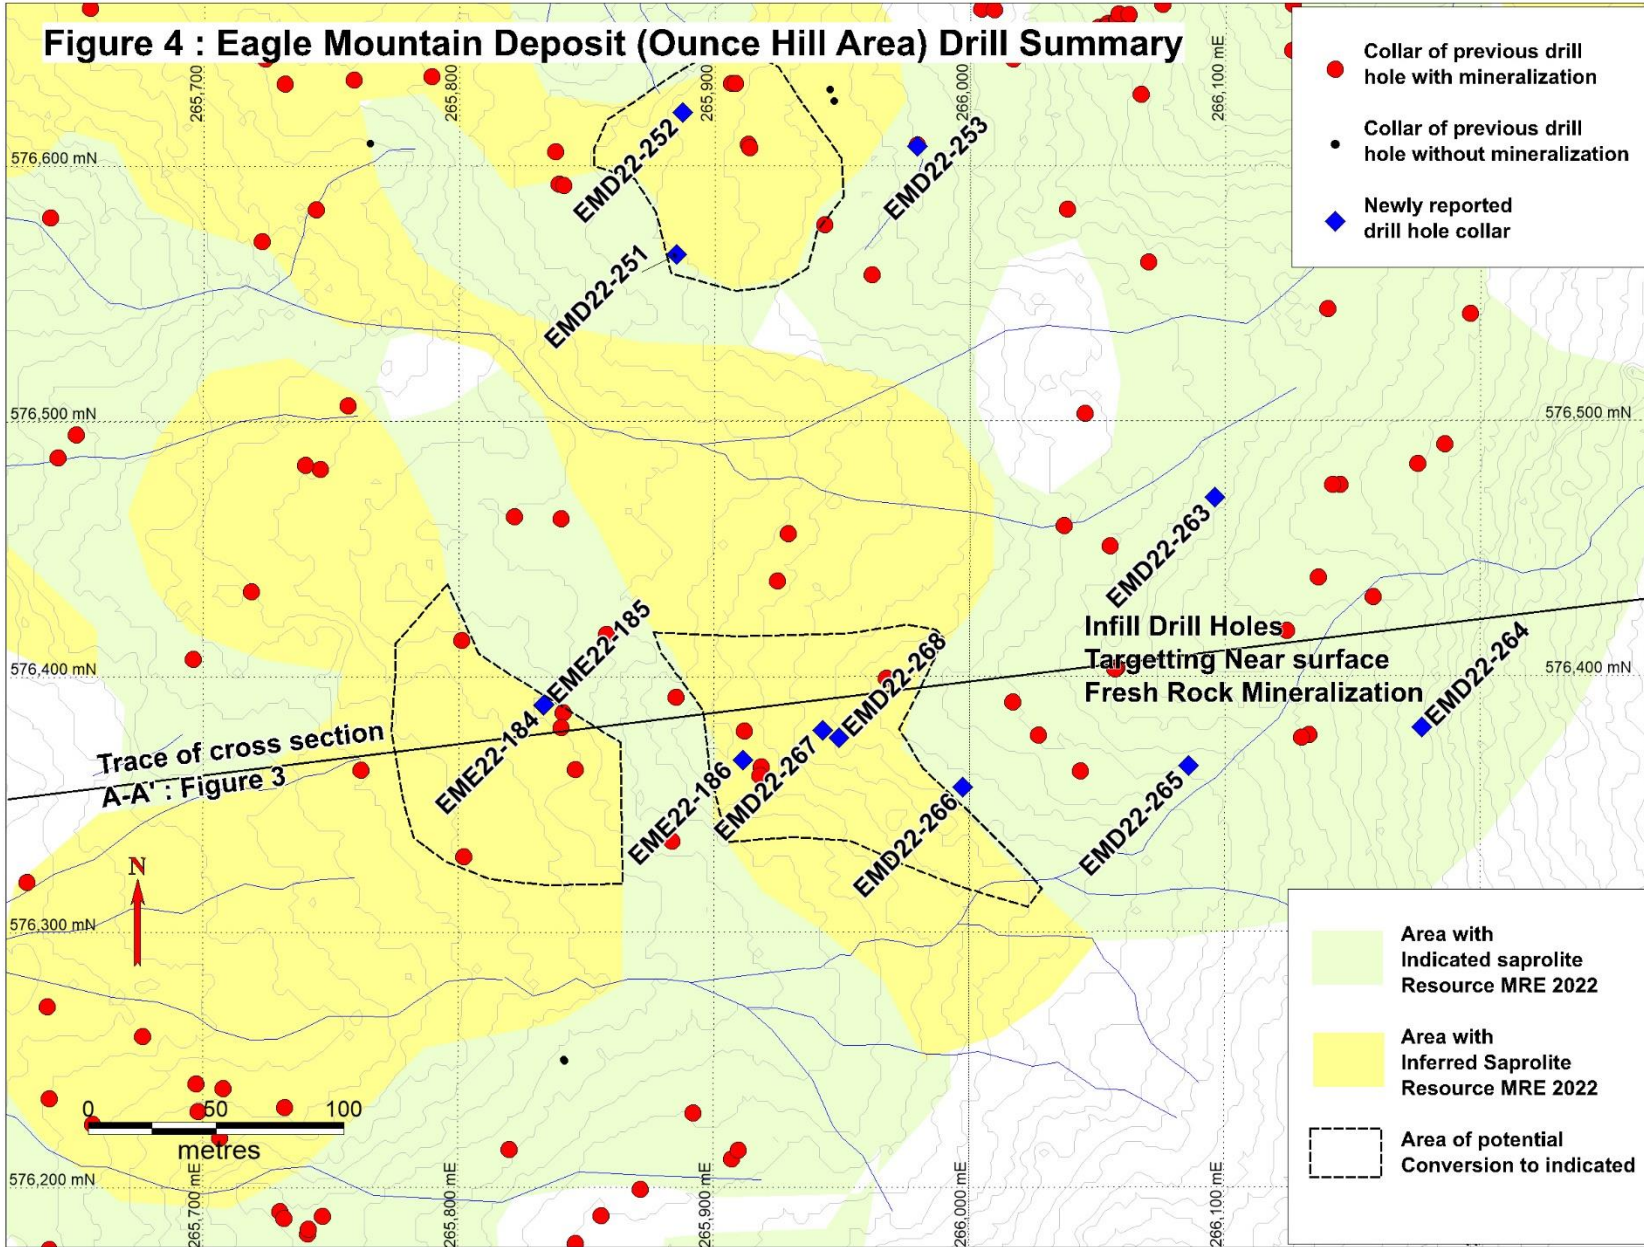 Figure 4 : Eagle Mountain Deposit (Ounce Hill Area) Drill Summary
265,700 mE
265,800 mE
265,900 mE
266,000 mE
266,100 mE
Collar of previous drill
hole with mineralization
Collar of previous drill
hole without mineralization
Newly reported
drill hole collar
576,600 mN
EMD22-252
EMD22-253
EMD22-251
576,500 mN
576,500 mN
EMD22-263
Infill Drill Holes
Targetting Near surface
Fresh Rock Mineralization
EMD22-264
EME22-185
EMD22-268
576,400 mN
576,400 mN
EME22-184
EME22-186
EMD22-267
EMD22-266
EMD22-265
Trace of cross section
A-A' : Figure 3
N
576,300 mN
Area with
Indicated saprolite
Resource MRE 2022
Area with
Inferred Saprolite
Resource MRE 2022
Area of potential
Conversion to indicated
0 50 100
metres
576,200 mN
265,700 mE
265,800 mE
265,900 mE
266,000 mE
266,100 mE